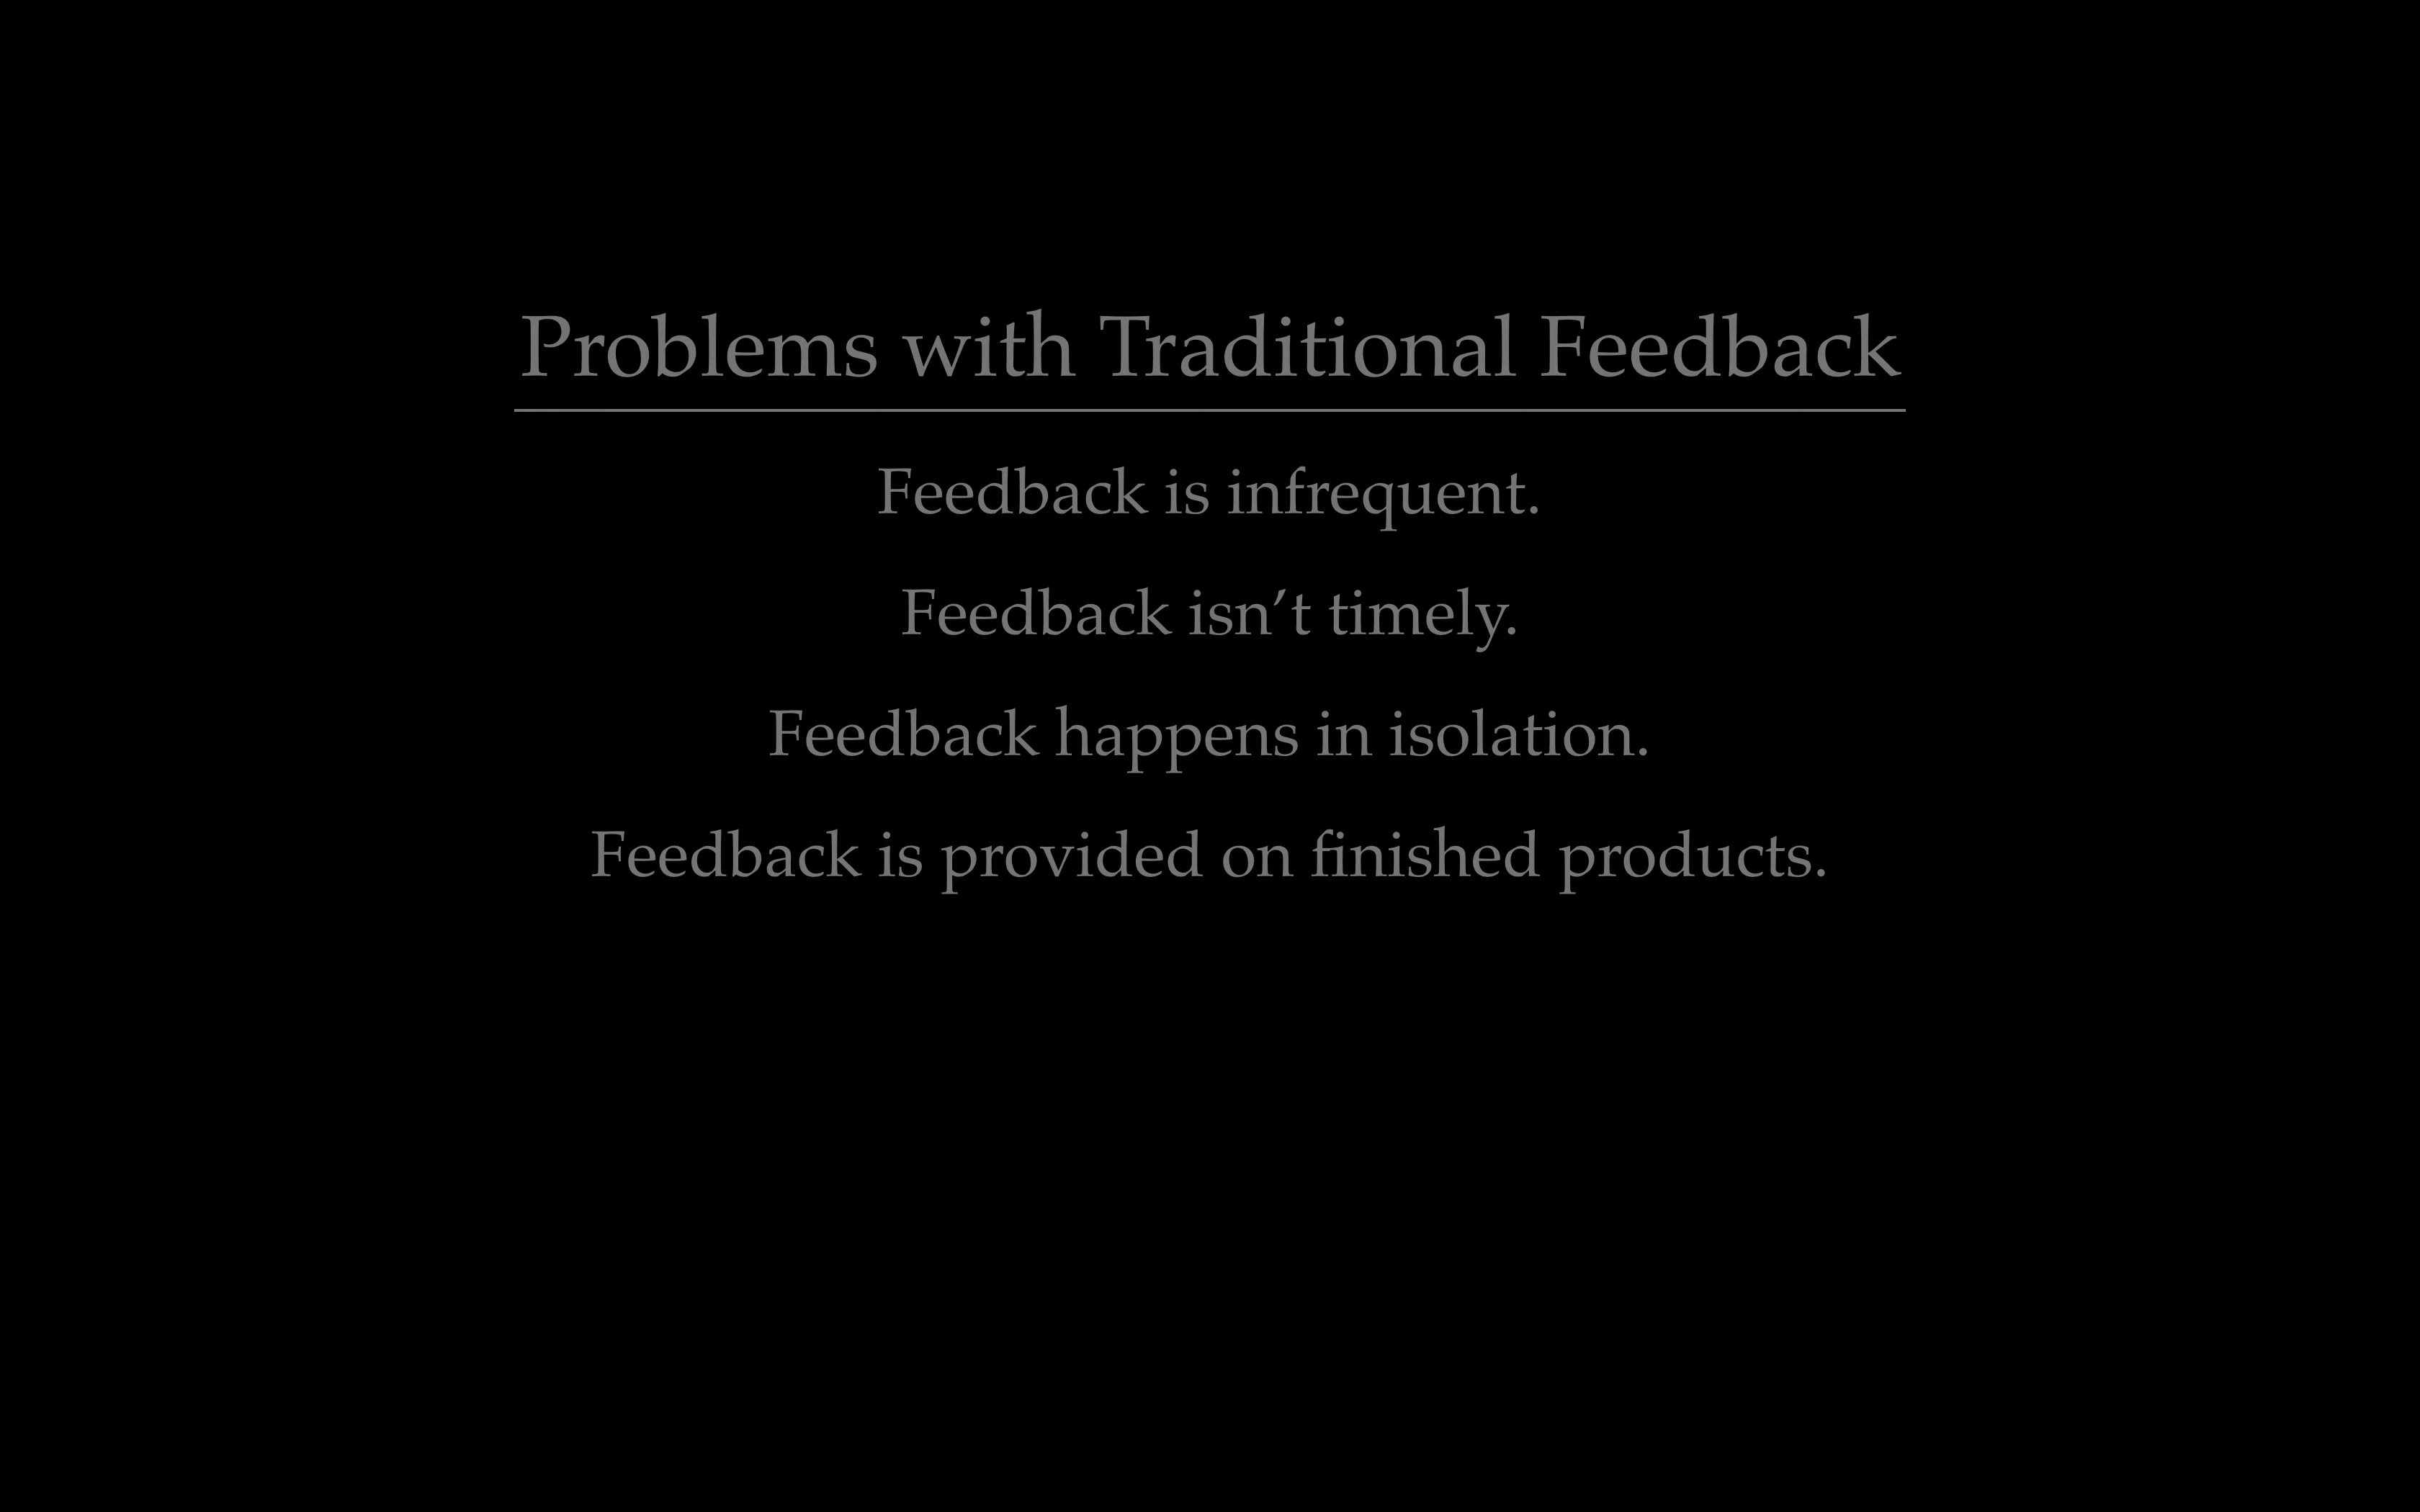 Problems with Traditional Feedback
Feedback is infrequent.
Feedback isn’t timely.
Feedback happens in isolation.
Feedback is provided on finished products.